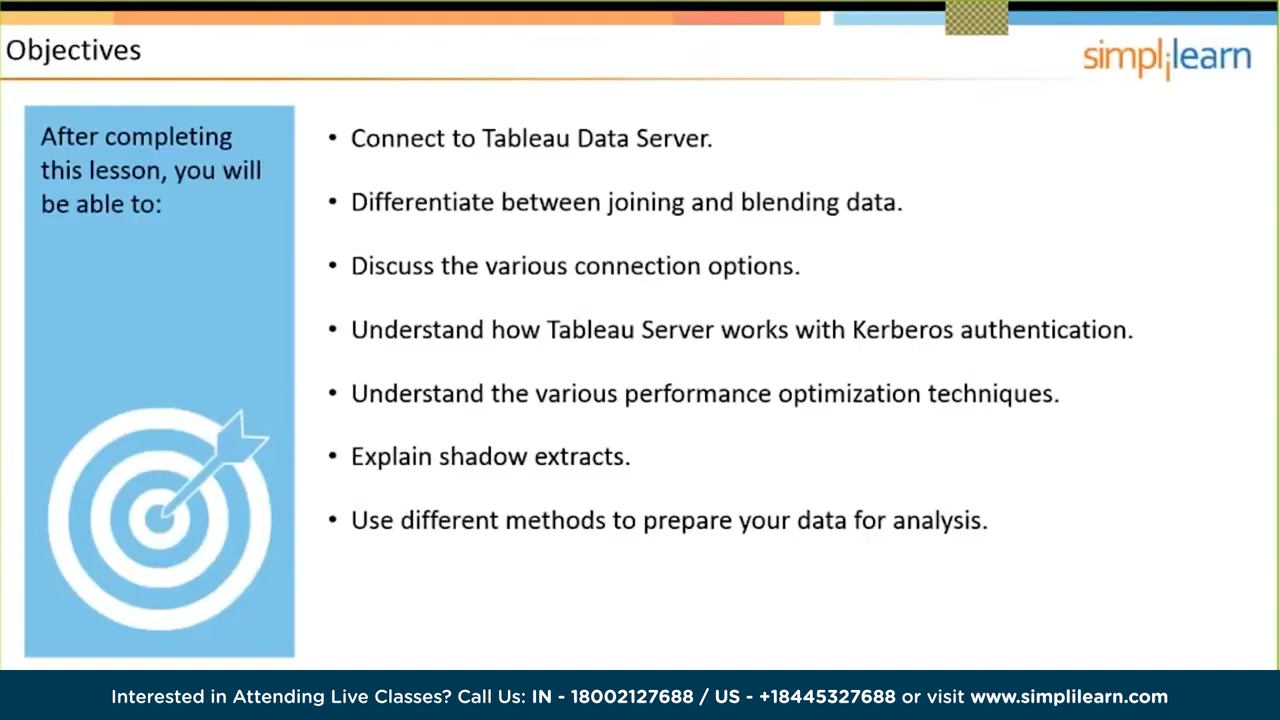 Objectives
simplilearn
After completing
this lesson, you will
be able to:
• Connect to Tableau Data Server.
• Differentiate between joining and blending data.
• Discuss the various connection options.
• Understand how Tableau Server works with Kerberos authentication.
• Understand the various performance optimization techniques.
• Explain shadow extracts.
• Use different methods to prepare your data for analysis.
Interested in Attending Live Classes? Call Us: IN - 18002127688 / US - +18445327688 or visit www.simplilearn.com